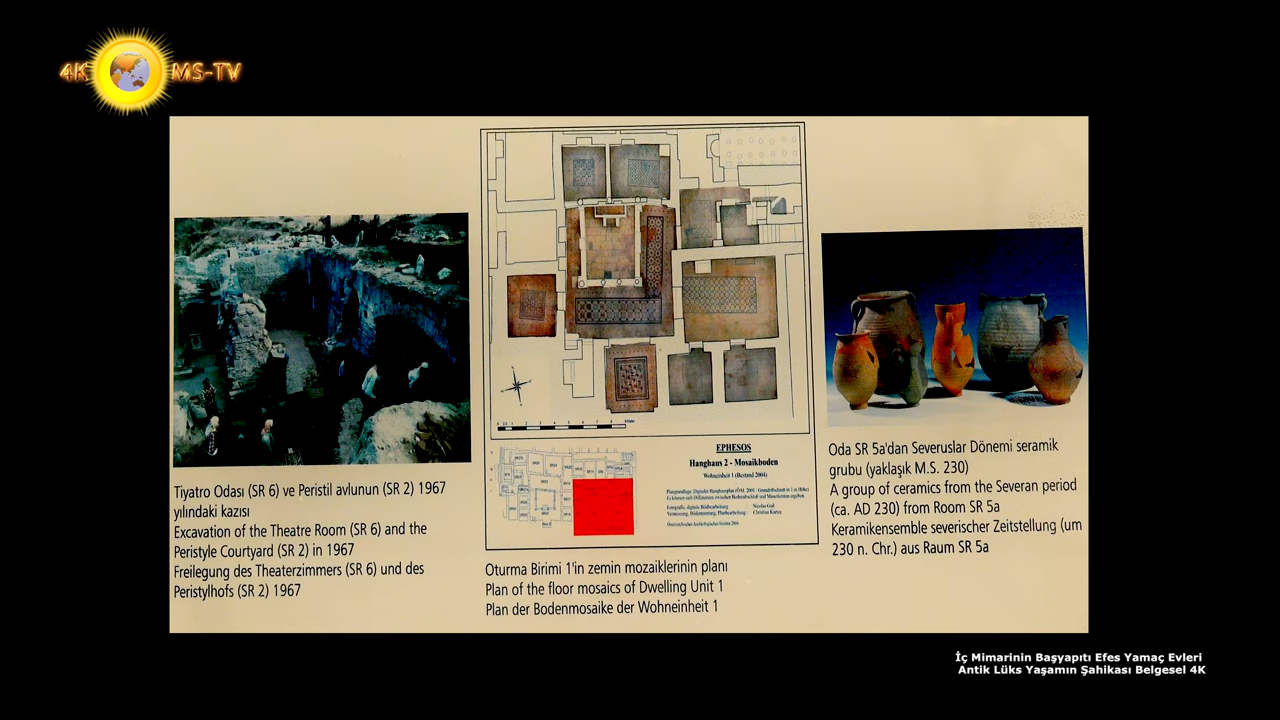 4K MS-TV
Tiyatro Odası (SR 6) ve Peristil avlunun (SR 2) 1967
yılındaki kazısı
Excavation of the Theatre Room (SR 6) and the
Peristyle Courtyard (SR 2) in 1967
Freilegung des Theaterzimmers (SR 6) und des
Peristylhofs (SR 2) 1967
EPHESOS
Hanghaus 2 - Mosaikboden
Wohneinheit 1 (Bestand 2004)
Oturma Birimi 1'in zemin mozaiklerinin planı
Plan of the floor mosaics of Dwelling Unit 1
Plan der Bodenmosaike der Wohneinheit 1
Oda SR 5a'dan Severuslar Dönemi seramik
grubu (yaklaşık M.S. 230)
A group of ceramics from the Severan period
(ca. AD 230) from Room SR 5a
Keramikensemble severischer Zeitstellung (um
230 n. Chr.) aus Raum SR 5a
İç Mimarinin Başyapıtı Efes Yamaç Evleri
Antik Lüks Yaşamın Şahikası Belgesel 4K